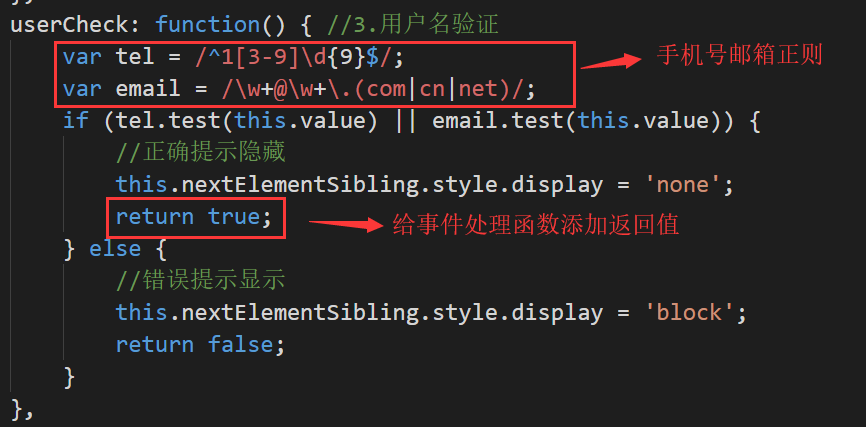 userCheck: function() { //3.用户名验证
var tel = /^1[3-9]\d{9}$/;
手机号邮箱正则
var email = /\w+@\w+\.(com|cn|net)/;
if (tel.test(this.value) || email.test(this.value)) {
//正确提示隐藏
this.nextElementSibling.style.display = 'none';
return true;
给事件处理函数添加返回值
} else {
//错误提示显示
this.nextElementSibling.style.display = 'block';
return false;
}
},